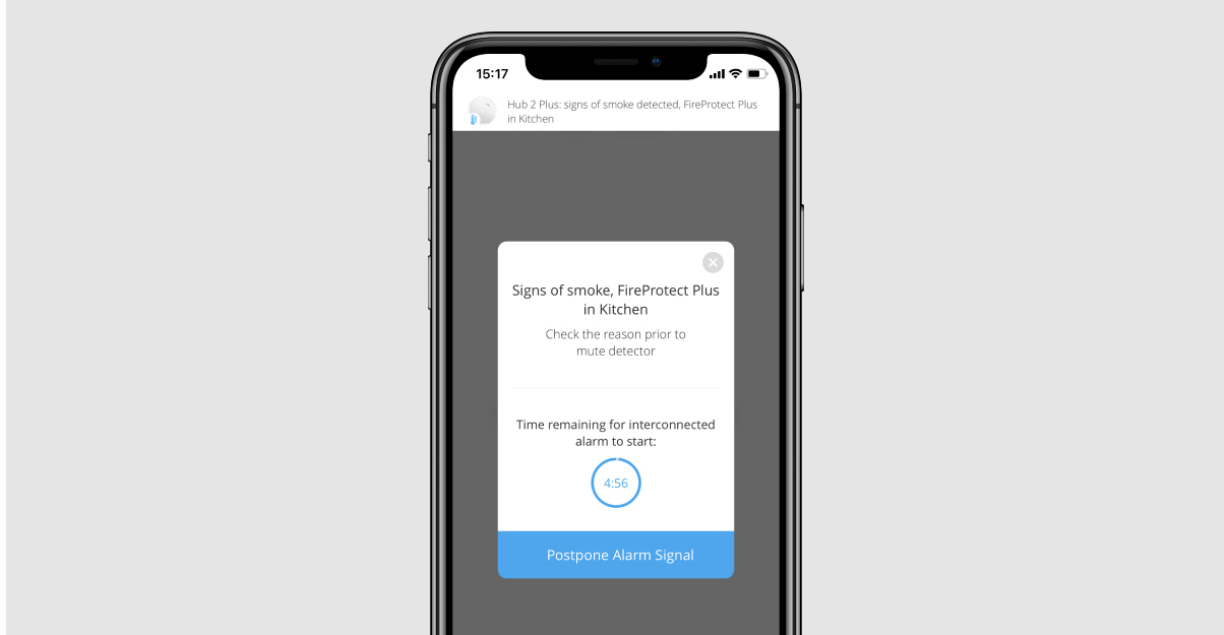 15:17
Hub 2 Plus: signs of smoke detected, FireProtect Plus
in Kitchen
Signs of smoke, FireProtect Plus
in Kitchen
Check the reason prior to
mute detector
Time remaining for interconnected
alarm to start:
4:56
Postpone Alarm Signal